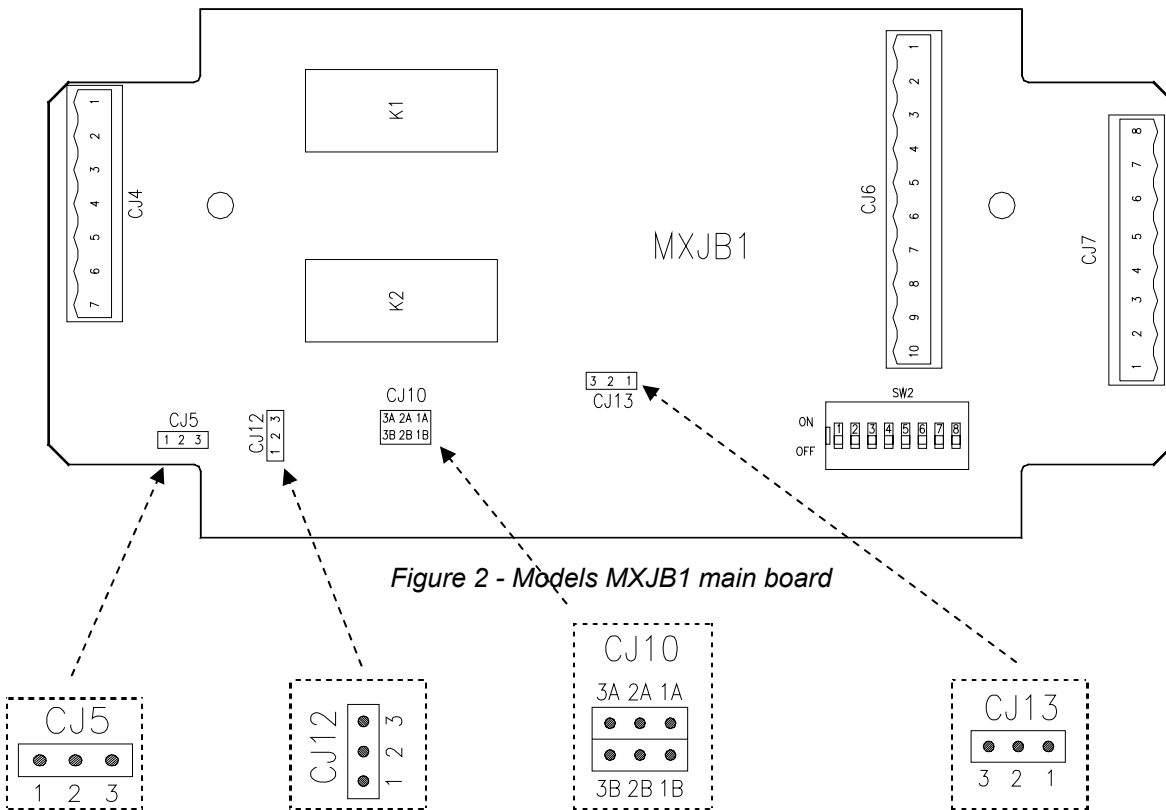 K1
1
2
3
4
5
6
7
CJ4
K2
MXJB1
1
2
3
4
5
6
7
8
9
10
CJ6
8
7
6
5
4
3
2
1
CJ7
CJ5
1 2 3
CJ12
1 2 3
CJ10
3A 2A 1A
3B 2B 1B
3 2 1
CJ13
SW2
ON
OFF
1 2 3 4 5 6 7 8
Figure 2 - Models MXJB1 main board
CJ5
1 2 3
CJ12
1 2 3
CJ10
3A 2A 1A
3B 2B 1B
CJ13
3 2 1